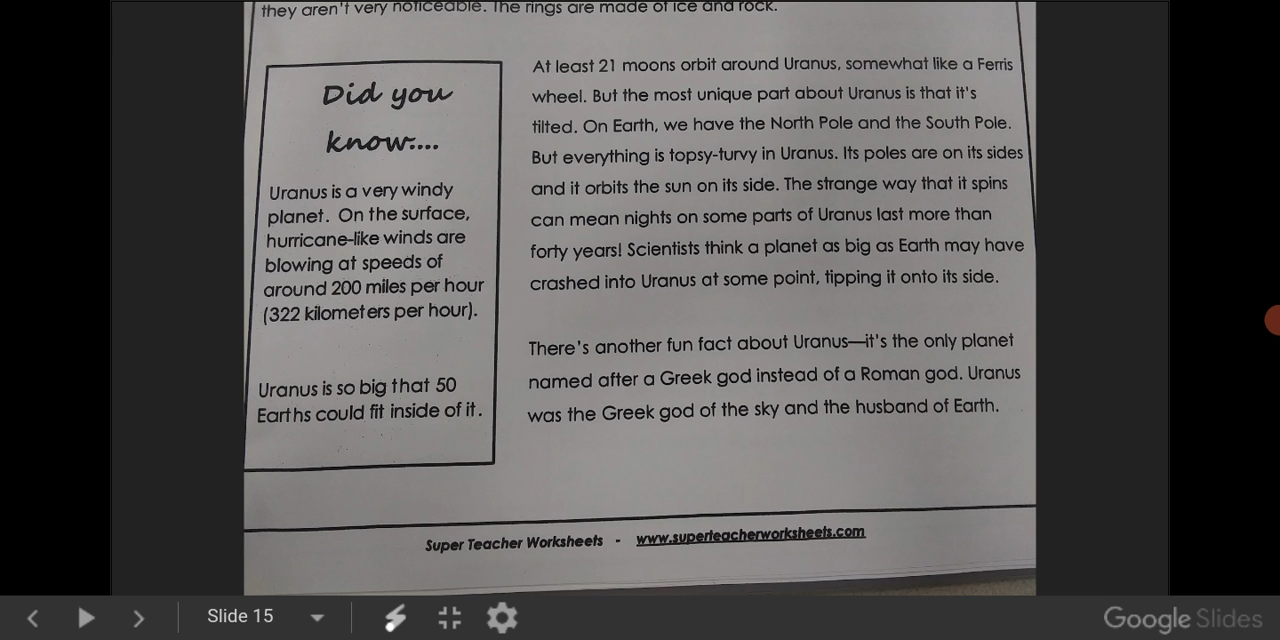 they aren't very noticeable. The rings are made of ice and rock.
Did you
know....
Uranus is a very windy
planet. On the surface,
hurricane-like winds are
blowing at speeds of
around 200 miles per hour
(322 kilometers per hour).
Uranus is so big that 50
Earths could fit inside of it.
At least 21 moons orbit around Uranus, somewhat like a Ferris
wheel. But the most unique part about Uranus is that it's
tilted. On Earth, we have the North Pole and the South Pole.
But everything is topsy-turvy in Uranus. Its poles are on its sides
and it orbits the sun on its side. The strange way that it spins
can mean nights on some parts of Uranus last more than
forty years! Scientists think a planet as big as Earth may have
crashed into Uranus at some point, tipping it onto its side.
There's another fun fact about Uranus—it's the only planet
named after a Greek god instead of a Roman god. Uranus
was the Greek god of the sky and the husband of Earth.
Super Teacher Worksheets - www.superteacherworksheets.com
Slide 15
Google Slides